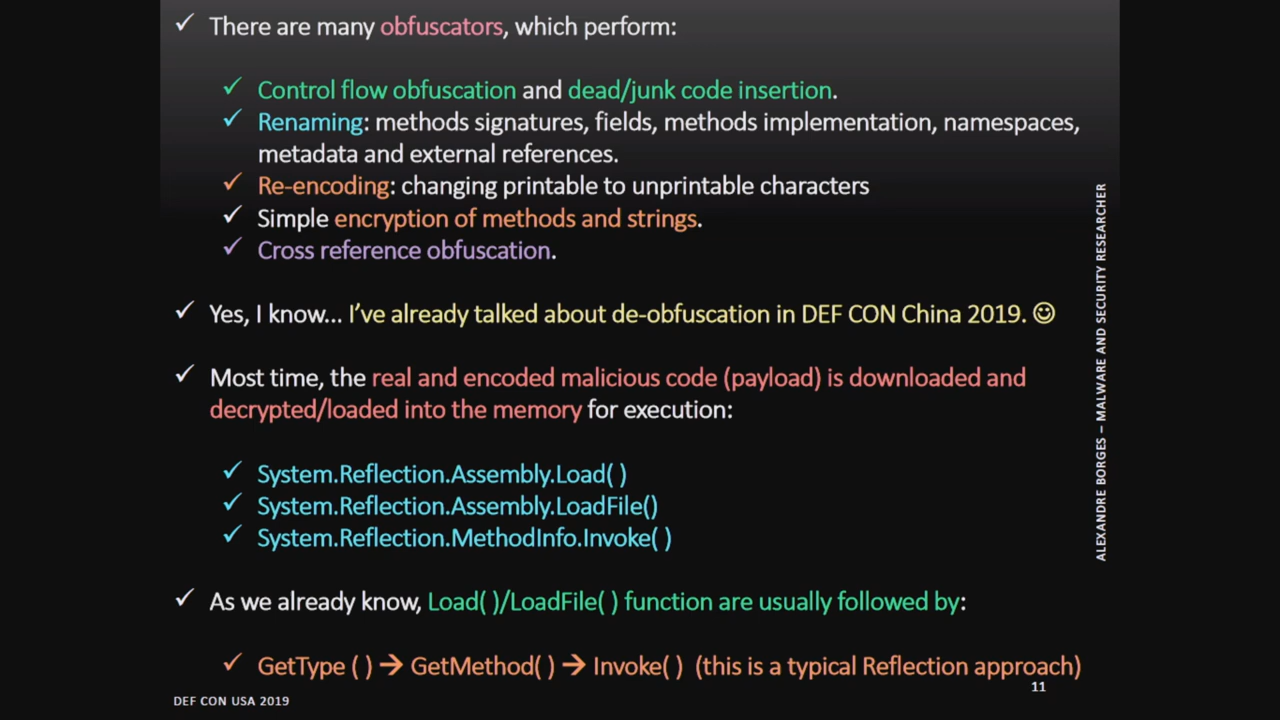 ✓ There are many obfuscators, which perform:
✓ Control flow obfuscation and dead/junk code insertion.
✓ Renaming: methods signatures, fields, methods implementation, namespaces,
metadata and external references.
✓ Re-encoding: changing printable to unprintable characters
✓ Simple encryption of methods and strings.
✓ Cross reference obfuscation.
✓ Yes, I know... I've already talked about de-obfuscation in DEF CON China 2019. ☺
✓ Most time, the real and encoded malicious code (payload) is downloaded and
decrypted/loaded into the memory for execution:
✓ System.Reflection.Assembly.Load( )
✓ System.Reflection.Assembly.LoadFile()
✓ System.Reflection.MethodInfo.Invoke( )
✓ As we already know, Load( )/LoadFile( ) function are usually followed by:
✓ GetType ( ) → GetMethod( ) → Invoke( ) (this is a typical Reflection approach)
11
DEF CON USA 2019
ALEXANDRE BORGES – MALWARE AND SECURITY RESEARCHER